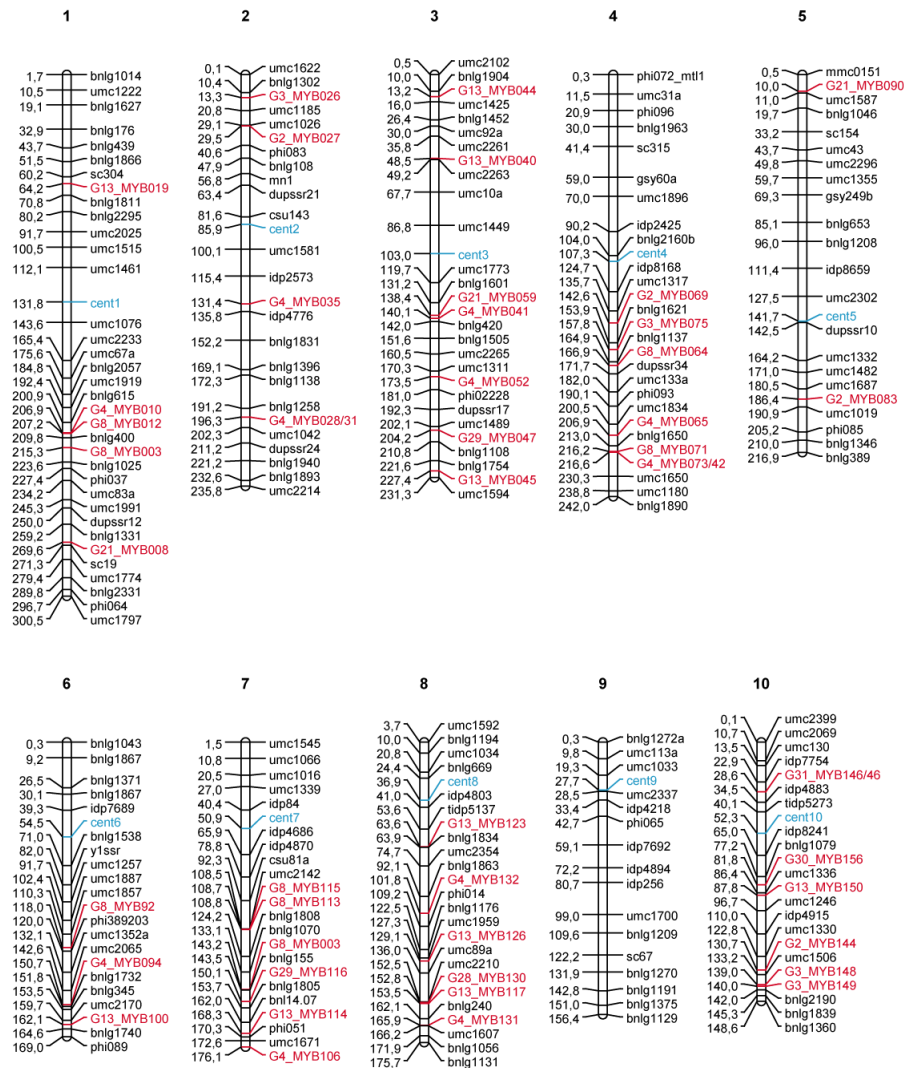 1
1,7 bnlg1014
10,5 umc1222
19,1 bnlg1627
32,9 bnlg176
43,7 bnlg439
51,5 bnlg1866
60,2 sc304
64,2 G13_MYB019
70,8 bnlg1811
80,2 bnlg2295
91,7 umc2025
100,5 umc1515
112,1 umc1461
131,8 cent1
143,6 umc1076
165,4 umc2233
175,6 umc67a
184,8 bnlg2057
192,4 umc1919
200,9 bnlg615
206,9 G4_MYB010
207,2 G8_MYB012
209,8 bnlg400
215,3 G8_MYB003
223,6 bnlg1025
227,4 phi037
234,2 umc83a
245,3 umc1991
250,0 dupssr12
259,2 bnlg1331
269,6 G21_MYB008
271,3 sc19
279,4 umc1774
289,8 bnlg2331
296,7 phi064
300,5 umc1797
2
0,1 umc1622
10,4 bnlg1302
13,3 G3_MYB026
20,8 umc1185
29,1 umc1026
29,5 G2_MYB027
40,6 phi083
47,9 bnlg108
56,8 mn1
63,4 dupssr21
81,6 csu143
85,9 cent2
100,1 umc1581
115,4 idp2573
131,4 G4_MYB035
135,8 idp4776
152,2 bnlg1831
169,1 bnlg1396
172,3 bnlg1138
191,2 bnlg1258
196,3 G4_MYB028/31
202,3 umc1042
211,2 dupssr24
221,2 bnlg1940
232,6 bnlg1893
235,8 umc2214
3
0,5 umc2102
10,0 bnlg1904
13,2 G13_MYB044
16,0 umc1425
26,4 bnlg1452
30,0 umc92a
35,8 umc2261
48,5 G13_MYB040
49,2 umc2263
67,7 umc10a
86,8 umc1449
103,0 cent3
119,7 umc1773
131,2 bnlg1601
138,4 G21_MYB059
140,1 G4_MYB041
142,0 bnlg420
151,6 bnlg1505
160,5 umc2265
170,3 umc1311
173,5 G4_MYB052
181,0 phi02228
192,3 dupssr17
202,1 umc1489
204,2 G29_MYB047
210,8 bnlg1108
221,6 bnlg1754
227,4 G13_MYB045
231,3 umc1594
4
0,3 phi072_mtl1
11,5 umc31a
20,9 phi096
30,0 bnlg1963
41,4 sc315
59,0 gsy60a
70,0 umc1896
90,2 idp2425
104,0 bnlg2160b
107,3 cent4
124,7 idp8168
135,7 umc1317
142,6 G2_MYB069
153,9 bnlg1621
157,8 G3_MYB075
164,9 bnlg1137
166,9 G8_MYB064
171,7 dupssr34
182,0 umc133a
190,1 phi093
200,5 umc1834
206,9 G4_MYB065
213,0 bnlg1650
216,2 G8_MYB071
216,6 G4_MYB073/42
230,3 umc1650
238,8 umc1180
242,0 bnlg1890
5
0,5 mmc0151
10,0 G21_MYB090
11,0 umc1587
19,7 bnlg1046
33,2 sc154
43,7 umc43
49,8 umc2296
59,7 umc1355
69,3 gsy249b
85,1 bnlg653
96,0 bnlg1208
111,4 idp8659
127,5 umc2302
141,7 cent5
142,5 dupssr10
164,2 umc1332
171,0 umc1482
180,5 umc1687
186,4 G2_MYB083
190,9 umc1019
205,2 phi085
210,0 bnlg1346
216,9 bnlg389
6
0,3 bnlg1043
9,2 bnlg1867
26,5 bnlg1371
30,1 bnlg1867
39,3 idp7689
54,5 cent6
71,0 bnlg1538
82,0 y1ssr
91,0 umc1257
102,4 umc1887
110,3 umc1857
118,0 G8_MYB92
120,0 phi389203
132,1 umc1352a
142,6 umc2065
150,7 G4_MYB094
151,8 bnlg1732
153,5 bnlg345
159,7 umc2170
162,1 G13_MYB100
164,6 bnlg1740
169,0 phi089
7
1,5 umc1545
10,8 umc1066
20,5 umc1016
27,0 umc1339
40,4 idp84
50,9 cent7
65,9 idp4686
78,8 idp4870
92,3 csu81a
108,5 umc2142
108,7 G8_MYB115
108,8 G8_MYB113
124,2 bnlg1808
133,1 bnlg1070
143,2 G8_MYB003
143,5 bnlg155
150,1 G29_MYB116
153,7 bnlg1805
162,0 bnl14.07
168,3 G13_MYB114
170,3 phi051
172,6 umc1671
176,1 G4_MYB106
8
3,7 umc1592
10,0 bnlg1194
20,8 umc1034
24,4 bnlg669
36,9 cent8
41,0 idp4803
53,6 tidp5137
63,6 G13_MYB123
63,9 bnlg1834
74,7 umc2354
92,1 bnlg1863
101,8 G4_MYB132
109,2 phi014
122,5 bnlg1176
127,3 umc1959
129,1 G13_MYB126
136,0 umc89a
152,5 umc2210
152,8 G28_MYB130
153,5 G13_MYB117
162,1 bnlg240
165,9 G4_MYB131
166,2 umc1607
171,9 bnlg1056
175,7 bnlg1131
9
0,3 bnlg1272a
9,8 umc113a
19,3 umc1033
27,7 cent9
28,5 umc2337
33,4 idp4218
42,7 phi065
59,1 idp7692
72,2 idp4894
80,7 idp256
99,0 umc1700
109,6 bnlg1209
122,2 sc67
131,9 bnlg1270
142,8 bnlg1191
151,0 bnlg1375
156,4 bnlg1129
10
0,1 umc2399
10,7 umc2069
13,5 umc130
22,9 idp7754
28,6 G31_MYB146/46
34,5 idp4883
40,1 tidp5273
52,3 cent10
65,0 idp8241
77,2 bnlg1079
81,8 G30_MYB156
86,4 umc1336
87,8 G13_MYB150
96,7 umc1246
110,0 idp4915
122,8 umc1330
130,7 G2_MYB144
133,2 umc1506
139,0 G3_MYB148
140,0 G3_MYB149
142,0 bnlg2190
145,3 bnlg1839
148,6 bnlg1360